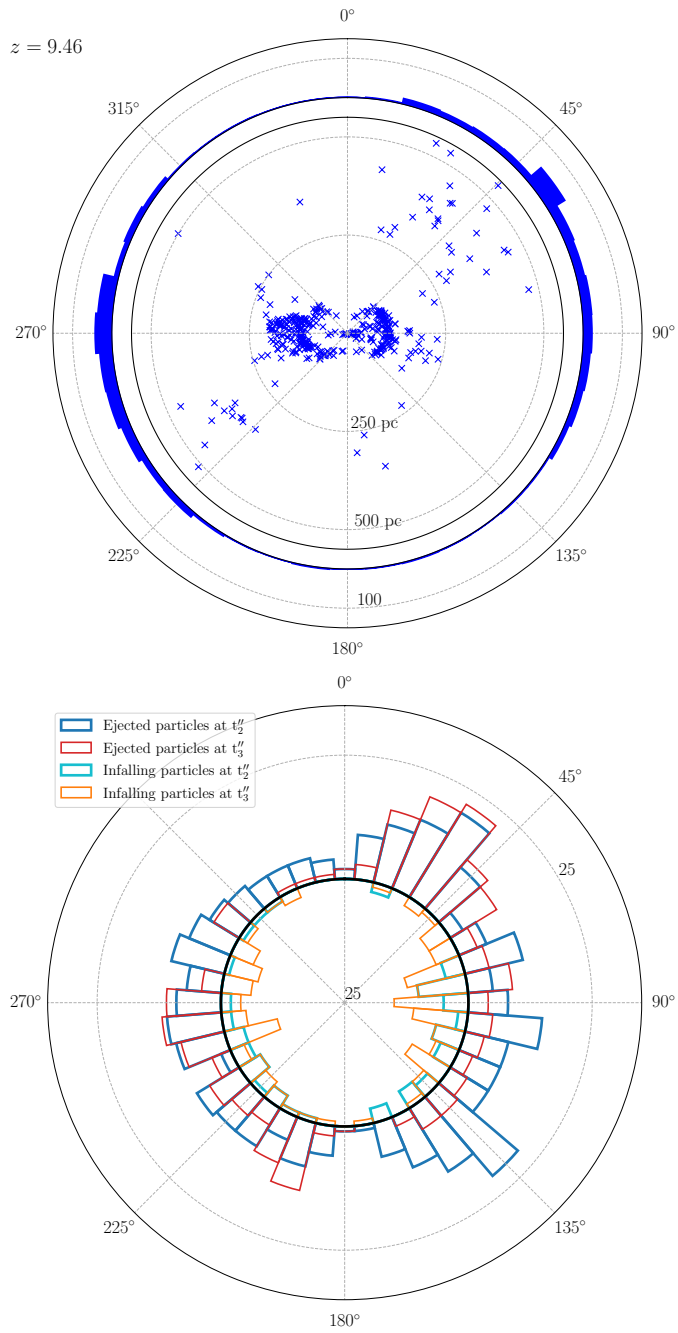 0°
z = 9.46
315°
45°
270°
90°
250 pc
500 pc
225°
135°
100
180°
0°
Ejected particles at t″₂
Ejected particles at t″₃
Infalling particles at t″₂
Infalling particles at t″₃
45°
25
25
270°
90°
225°
135°
180°